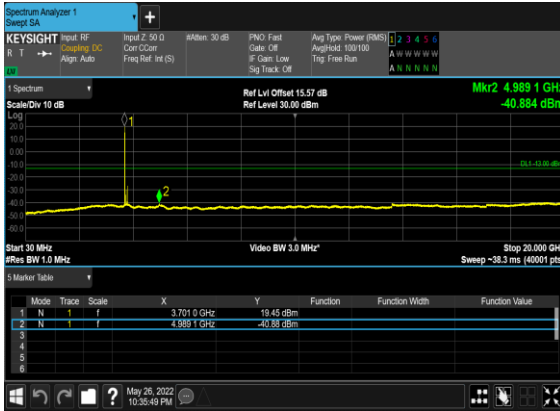 Spectrum Analyzer 1
Swept SA
+
KEYSIGHT Input: RF Input Z: 50 Ω #Atten: 30 dB PNO: Fast Avg Type: Power (RMS) 1 2 3 4 5 6
R T Coupling: DC Corr CCorr Gate: Off Avg|Hold: 100/100 A W W W W W
Align: Auto Freq Ref: Int (S) IF Gain: Low Trig: Free Run
Sig Track: Off A N N N N N
1 Spectrum
Scale/Div 10 dB
Ref Lvl Offset 15.57 dB
Ref Level 30.00 dBm
Mkr2 4.989 1 GHz
-40.884 dBm
Log
20.0
10.0
0.00
-10.0
-20.0
-30.0
-40.0
-50.0
-60.0
1
2
DL1 -13.00 dBm
Start 30 MHz Video BW 3.0 MHz* Stop 20.000 GHz
#Res BW 1.0 MHz Sweep ~38.3 ms (40001 pts)
5 Marker Table
Mode Trace Scale X Y Function Function Width Function Value
1 N 1 f 3.701 0 GHz 19.45 dBm
2 N 1 f 4.989 1 GHz -40.88 dBm
3
4
5
6
? May 26, 2022
10:35:49 PM